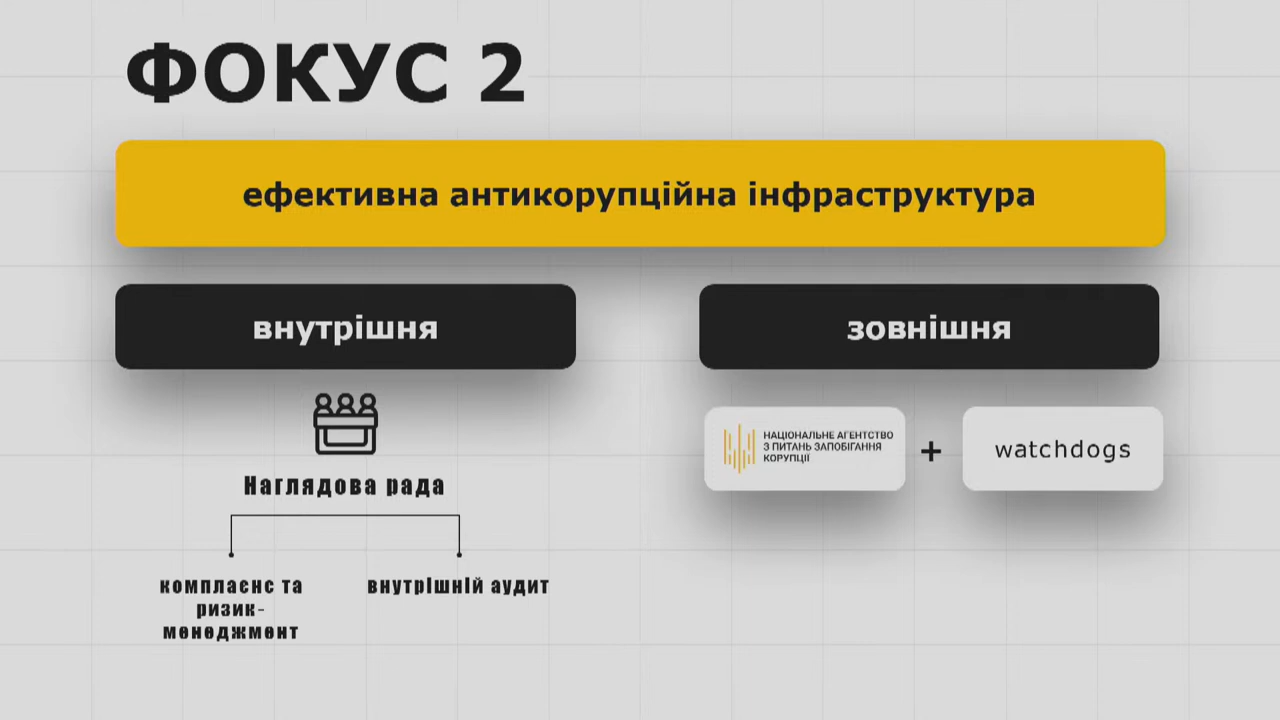 ФОКУС 2
ефективна антикорупційна інфраструктура
внутрішня
Наглядова рада
комплаєнс та
ризик-
менеджмент
внутрішній аудит
зовнішня
НАЦІОНАЛЬНЕ АГЕНТСТВО
З ПИТАНЬ ЗАПОБІГАННЯ
КОРУПЦІЇ
+
watchdogs